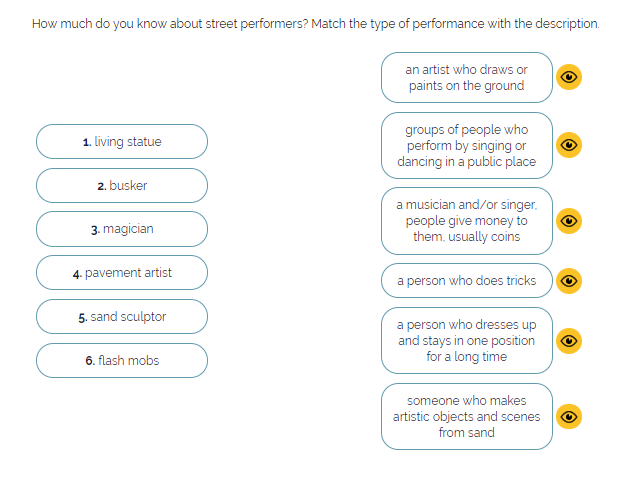 How much do you know about street performers? Match the type of performance with the description.
1. living statue
2. busker
3. magician
4. pavement artist
5. sand sculptor
6. flash mobs
an artist who draws or
paints on the ground
groups of people who
perform by singing or
dancing in a public place
a musician and/or singer,
people give money to
them, usually coins
a person who does tricks
a person who dresses up
and stays in one position
for a long time
someone who makes
artistic objects and scenes
from sand